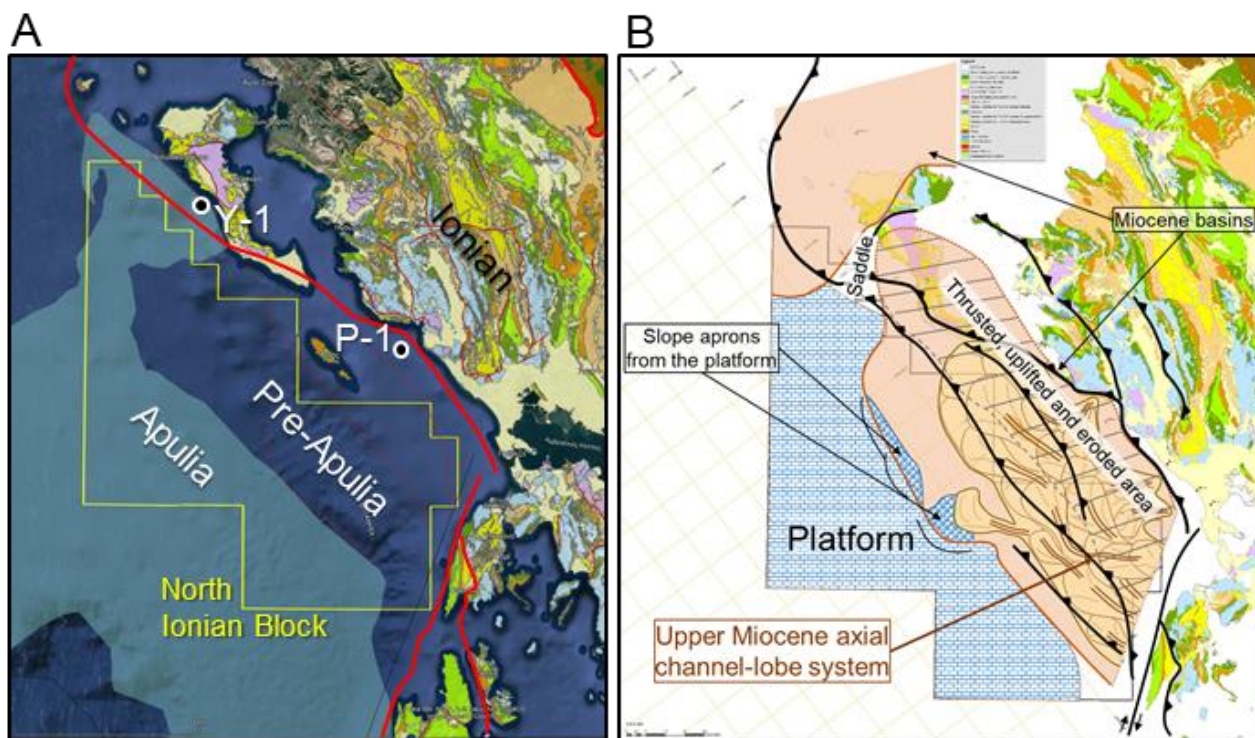 A
Y-1
Ionian
P-1
Apulia
Pre-Apulia
North
Ionian Block
B
Miocene basins
Saddle
Slope aprons
from the platform
Thrusted, uplifted and eroded area
Platform
Upper Miocene axial
channel-lobe system